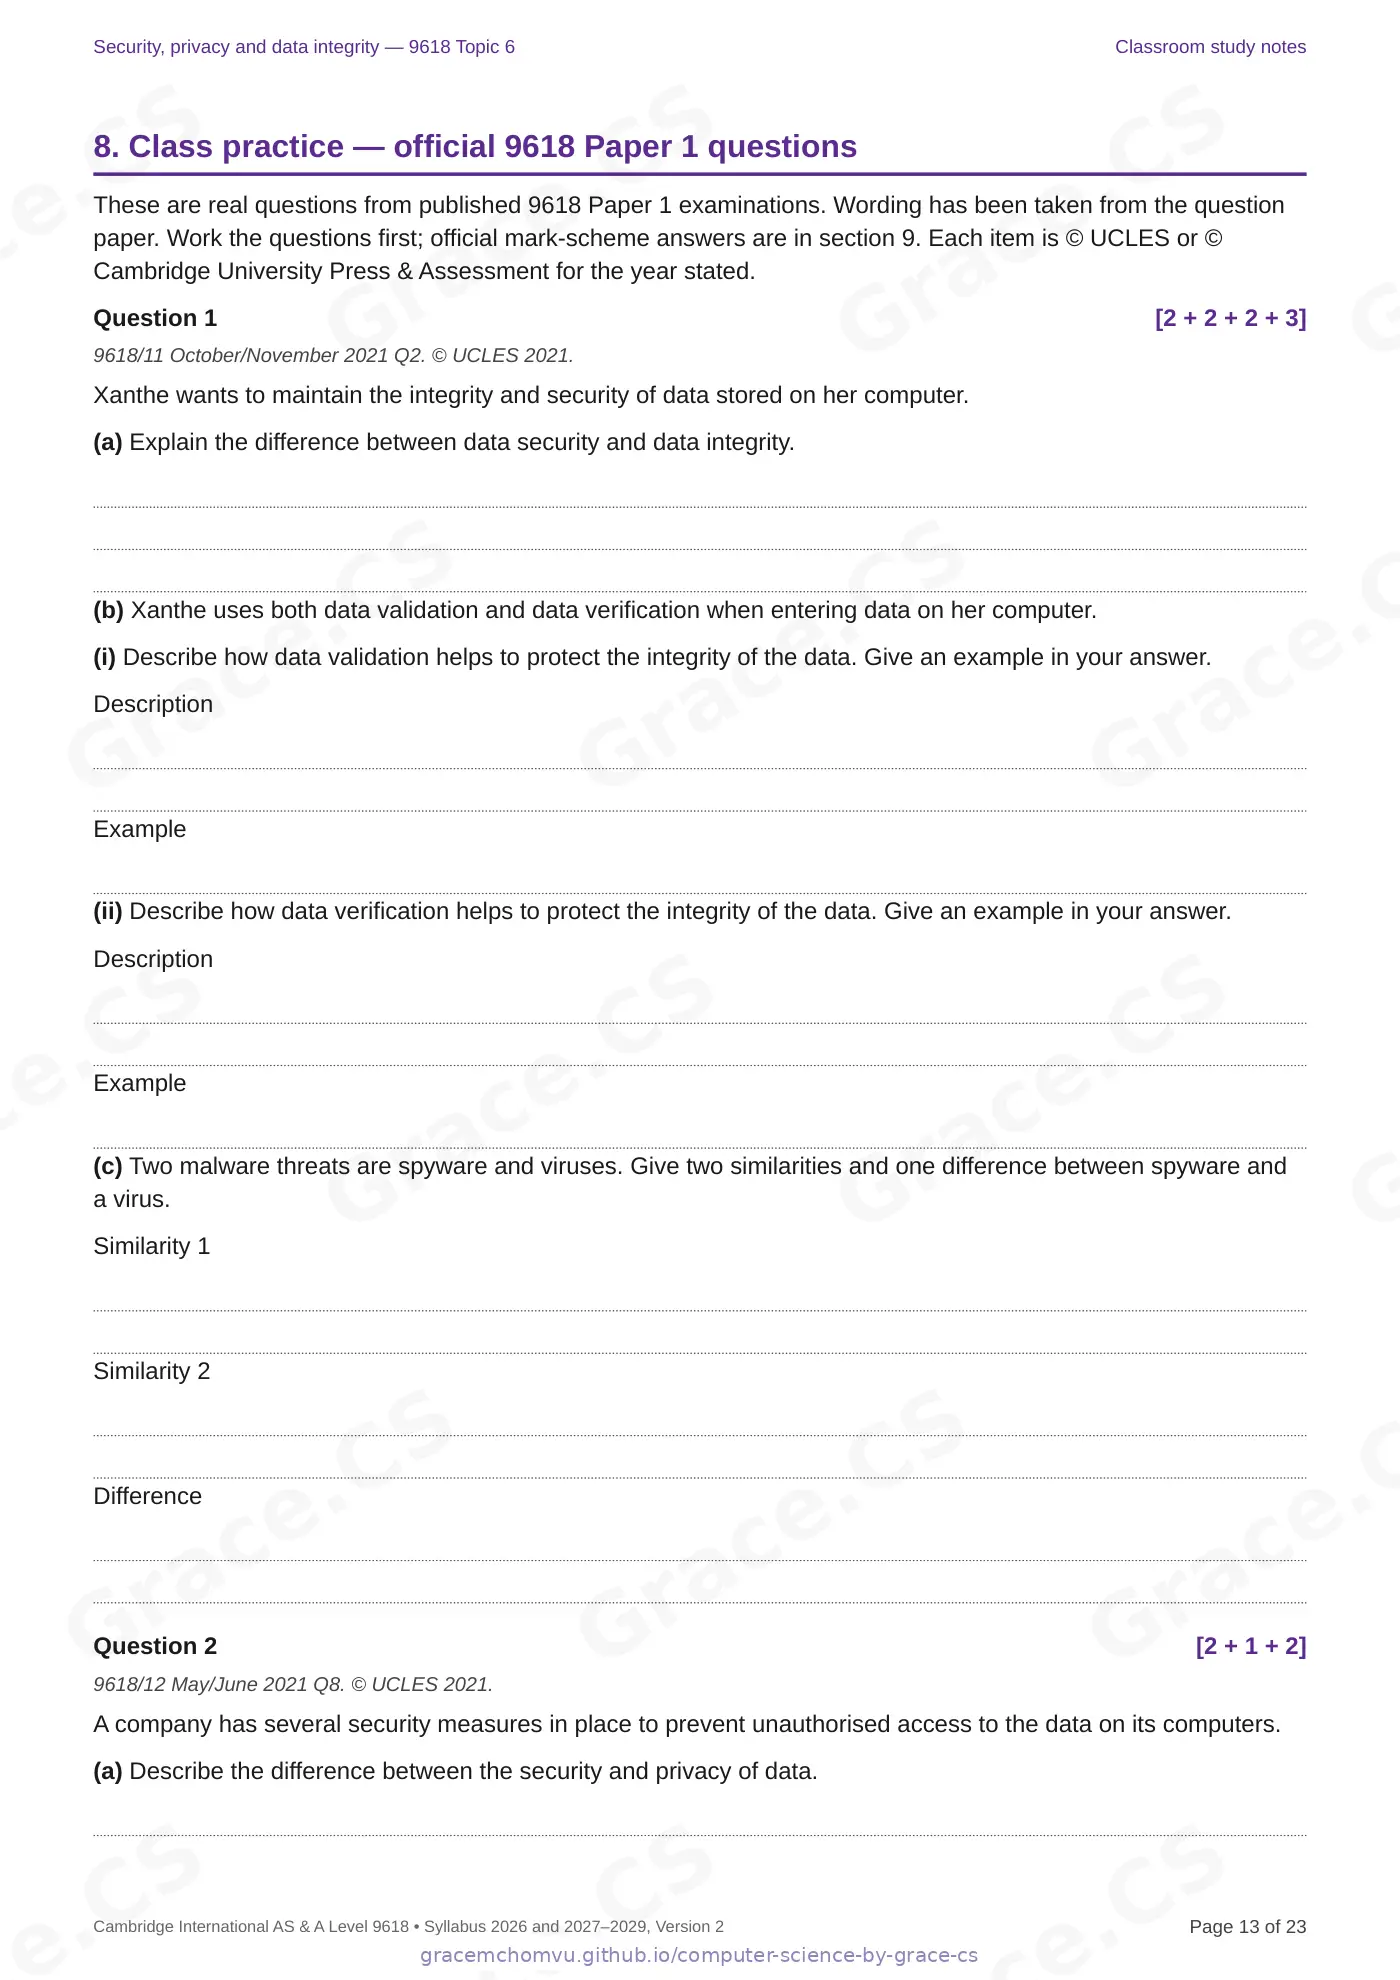 Security, privacy and data integrity — 9618 Topic 6
Classroom study notes
8. Class practice — official 9618 Paper 1 questions
These are real questions from published 9618 Paper 1 examinations. Wording has been taken from the question
paper. Work the questions first; official mark-scheme answers are in section 9. Each item is © UCLES or ©
Cambridge University Press & Assessment for the year stated.
Question 1 [2 + 2 + 2 + 3]
9618/11 October/November 2021 Q2. © UCLES 2021.
Xanthe wants to maintain the integrity and security of data stored on her computer.
(a) Explain the difference between data security and data integrity.
(b) Xanthe uses both data validation and data verification when entering data on her computer.
(i) Describe how data validation helps to protect the integrity of the data. Give an example in your answer.
Description
Example
(ii) Describe how data verification helps to protect the integrity of the data. Give an example in your answer.
Description
Example
(c) Two malware threats are spyware and viruses. Give two similarities and one difference between spyware and
a virus.
Similarity 1
Similarity 2
Difference
Question 2 [2 + 1 + 2]
9618/12 May/June 2021 Q8. © UCLES 2021.
A company has several security measures in place to prevent unauthorised access to the data on its computers.
(a) Describe the difference between the security and privacy of data.
Cambridge International AS & A Level 9618 • Syllabus 2026 and 2027–2029, Version 2
Page 13 of 23
gracemchomvu.github.io/computer-science-by-grace-cs
Grace.CS